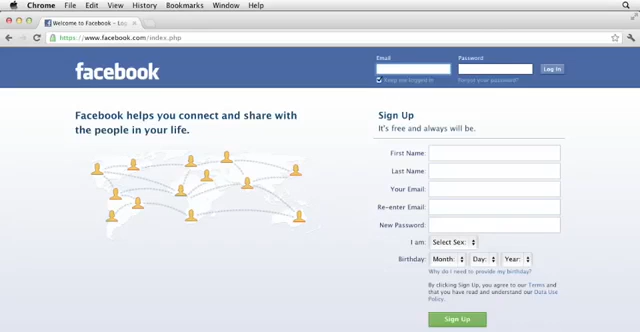 Chrome File Edit View History Bookmarks Window Help
Welcome to Facebook - Log
https://www.facebook.com/index.php
facebook
Email Password
Log In
Keep me logged in Forgot your password?
Facebook helps you connect and share with
the people in your life.
Sign Up
It's free and always will be.
First Name:
Last Name:
Your Email:
Re-enter Email:
New Password:
I am: Select Sex:
Birthday: Month: Day: Year:
Why do I need to provide my birthday?
By clicking Sign Up, you agree to our Terms and
that you have read and understand our Data Use
Policy.
Sign Up